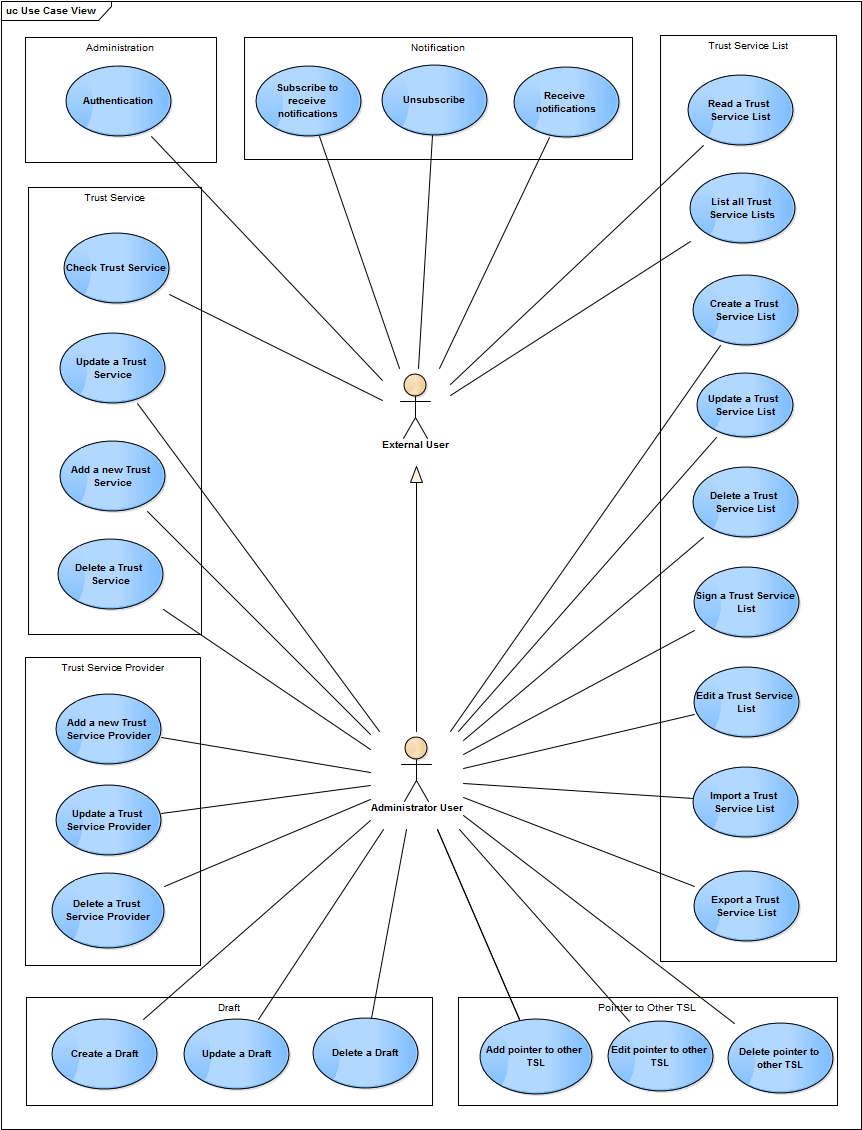 uc Use Case View
Administration
Authentication
Notification
Subscribe to
receive
notifications
Unsubscribe
Receive
notifications
Trust Service List
Read a Trust
Service List
List all Trust
Service Lists
Create a Trust
Service List
Update a Trust
Service List
Delete a Trust
Service List
Sign a Trust Service
List
Edit a Trust Service
List
Import a Trust
Service List
Export a Trust
Service List
Trust Service
Check Trust Service
Update a Trust
Service
Add a new Trust
Service
Delete a Trust
Service
External User
Trust Service Provider
Add a new Trust
Service Provider
Update a Trust
Service Provider
Delete a Trust
Service Provider
Administrator User
Draft
Create a Draft
Update a Draft
Delete a Draft
Pointer to Other TSL
Add pointer to other
TSL
Edit pointer to other
TSL
Delete pointer to
other TSL